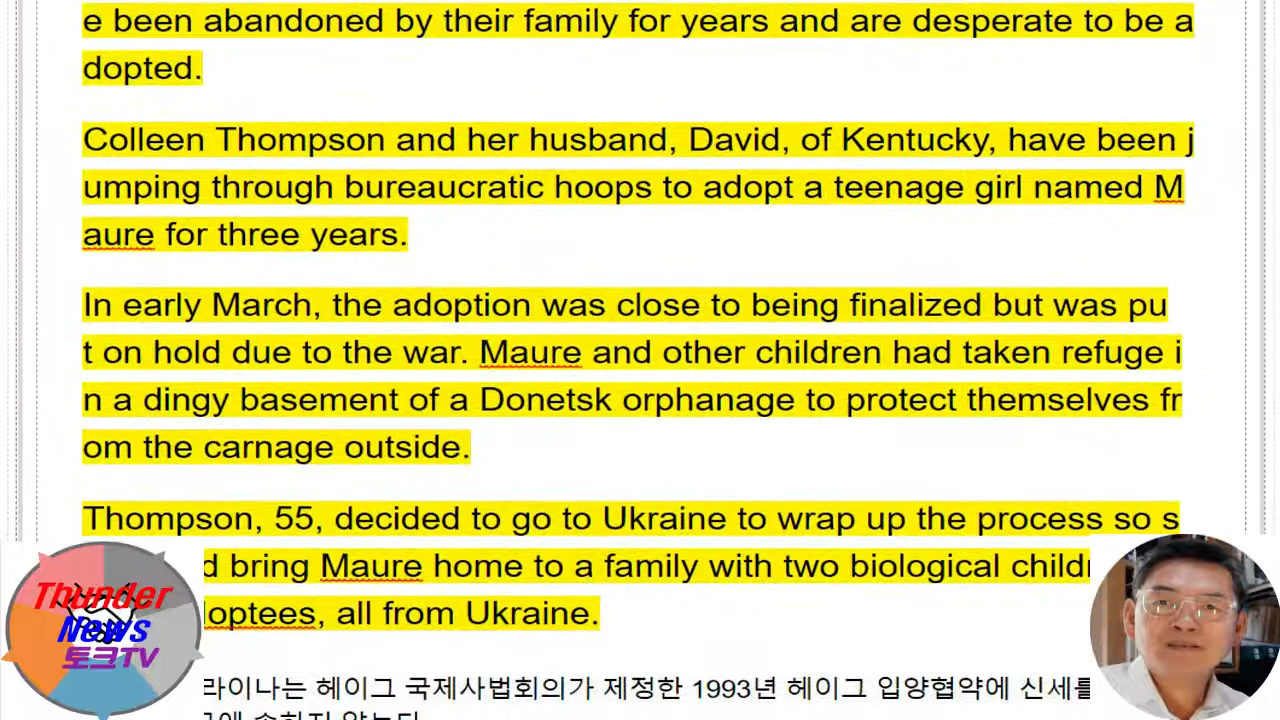 e been abandoned by their family for years and are desperate to be a
dopted.
Colleen Thompson and her husband, David, of Kentucky, have been j
umping through bureaucratic hoops to adopt a teenage girl named M
aure for three years.
In early March, the adoption was close to being finalized but was pu
t on hold due to the war. Maure and other children had taken refuge i
n a dingy basement of a Donetsk orphanage to protect themselves fr
om the carnage outside.
Thompson, 55, decided to go to Ukraine to wrap up the process so s
d bring Maure home to a family with two biological childr
doptees, all from Ukraine.
Thunder
News
토크TV
라이나는 헤이그 국제사법회의가 제정한 1993년 헤이그 입양협약에 신세를